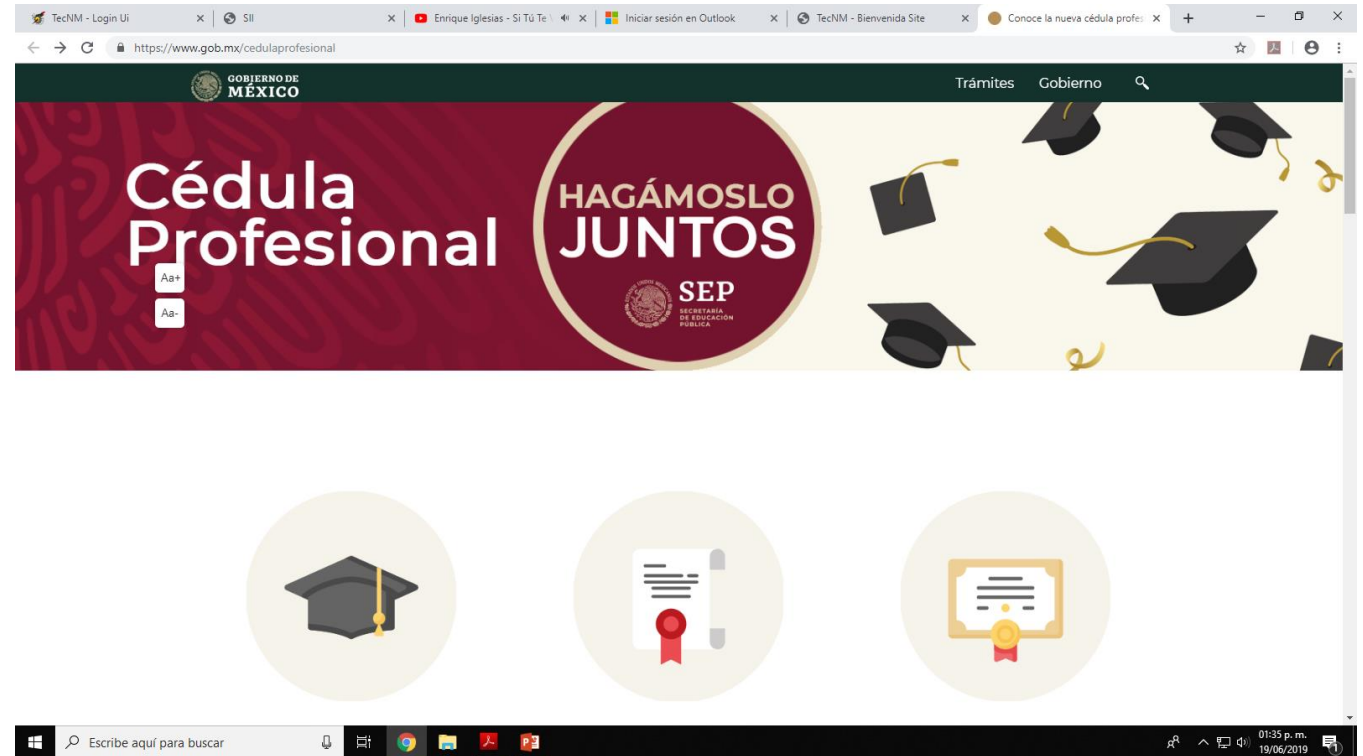 TecNM - Login Ui
SII
Enrique Iglesias - Si Tú Te V
Iniciar sesión en Outlook
TecNM - Bienvenida Site
Conoce la nueva cédula profes
https://www.gob.mx/cedulaprofesional
GOBIERNO DE
MÉXICO
Trámites Gobierno
Cédula
Profesional
Aa+
Aa-
HAGÁMOSLO
JUNTOS
SEP
SECRETARÍA
DE EDUCACIÓN
PÚBLICA
Escribe aquí para buscar
01:35 p. m.
19/06/2019